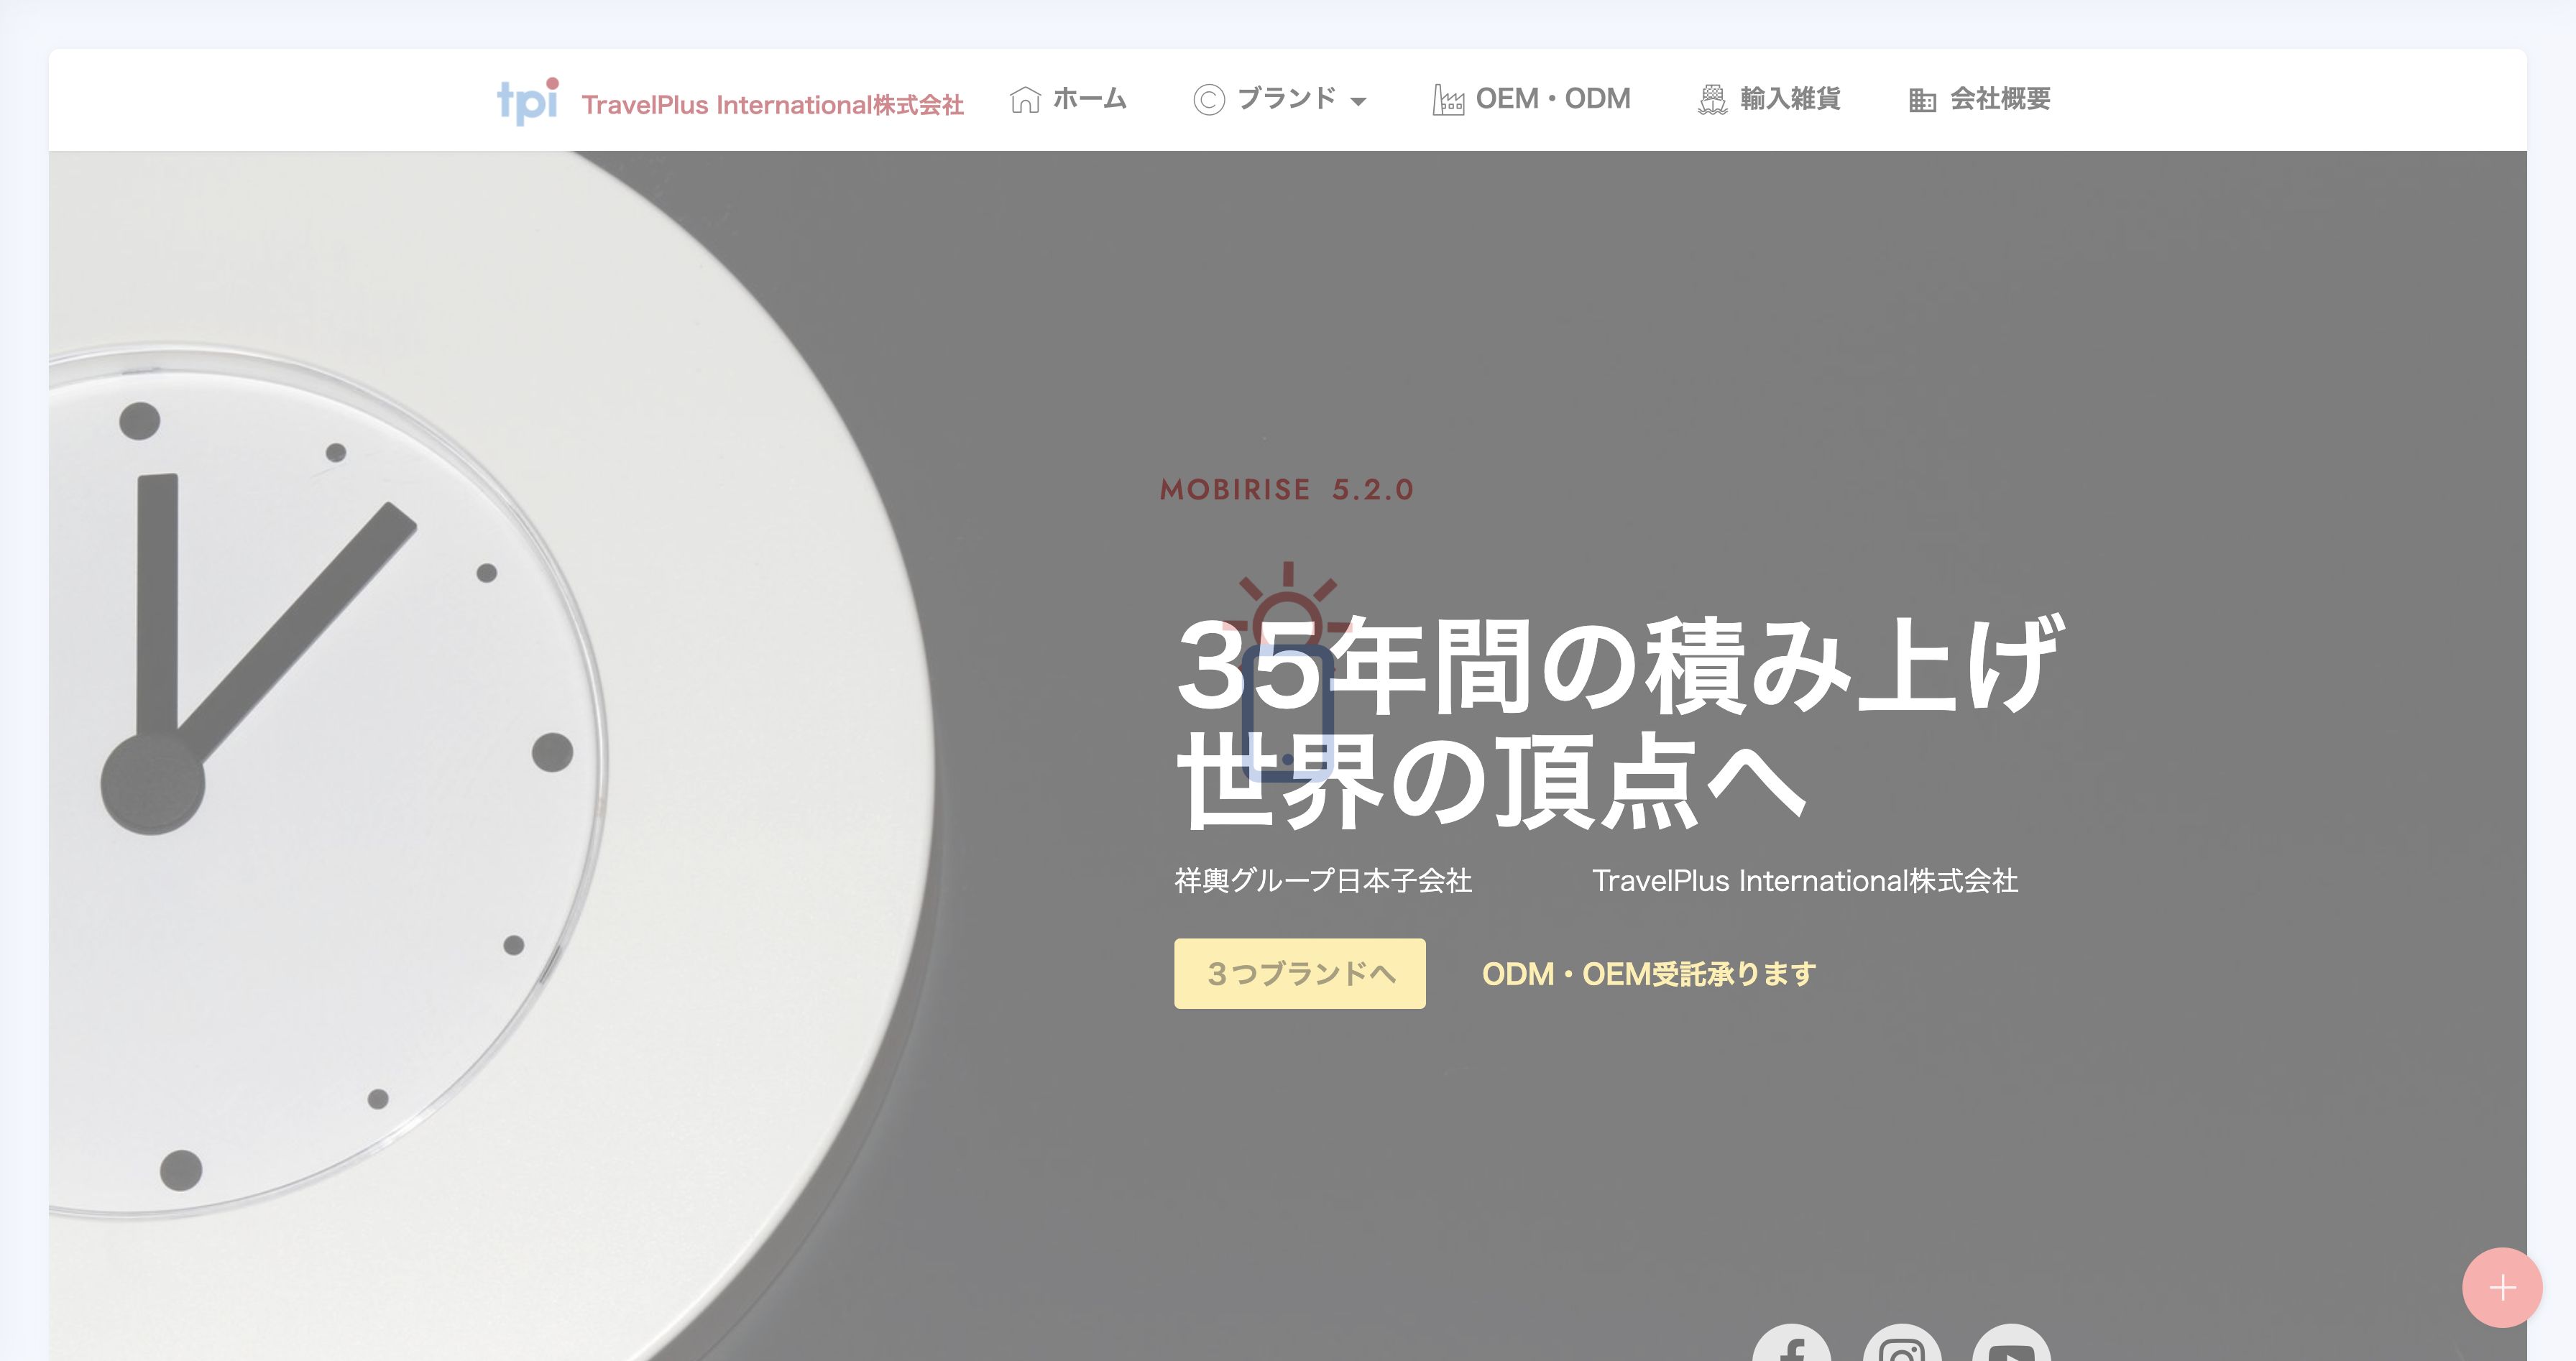 tpi TravelPlus International株式会社 ホーム ブランド OEM・ODM 輸入雑貨 会社概要
MOBIRISE 5.2.0
35年間の積み上げ
世界の頂点へ
祥輿グループ日本子会社 TravelPlus International株式会社
３つブランドへ ODM・OEM受託承ります